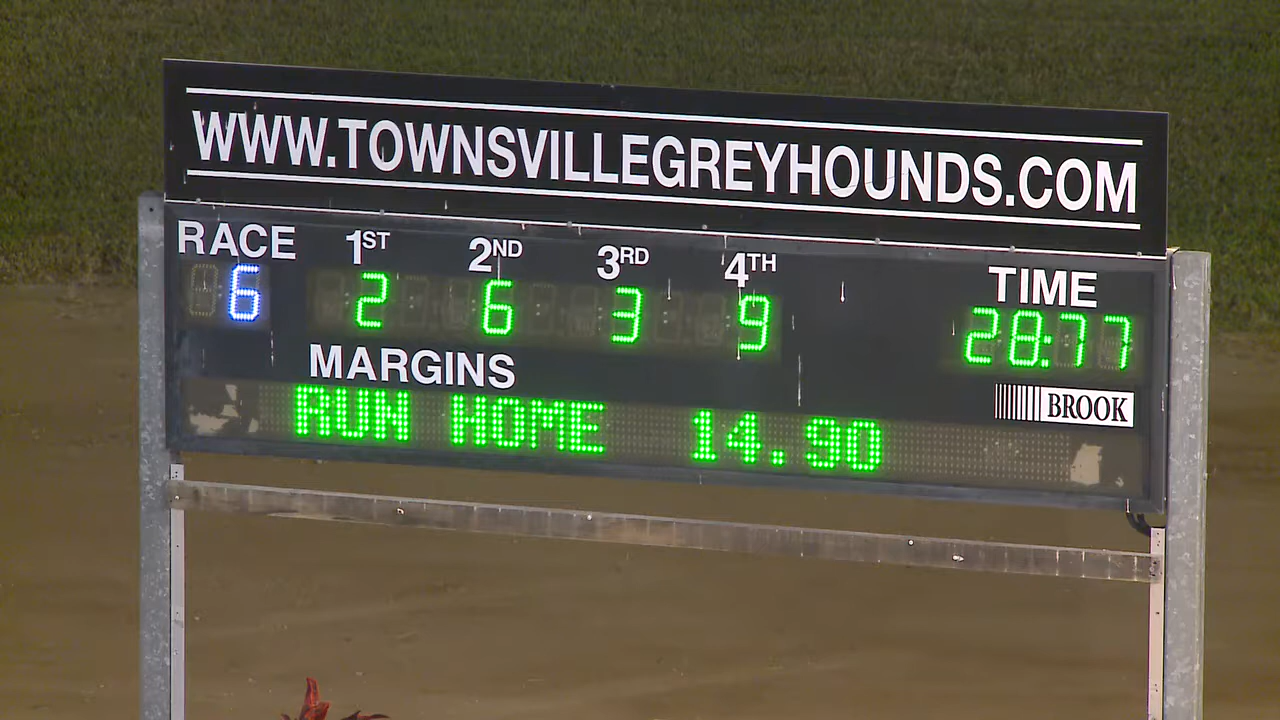 WWW.TOWNSVILLEGREYHOUNDS.COM
RACE 1ST 2ND 3RD 4TH TIME
6 2 6 3 9 28:77
MARGINS
BROOK
RUN HOME 14.90